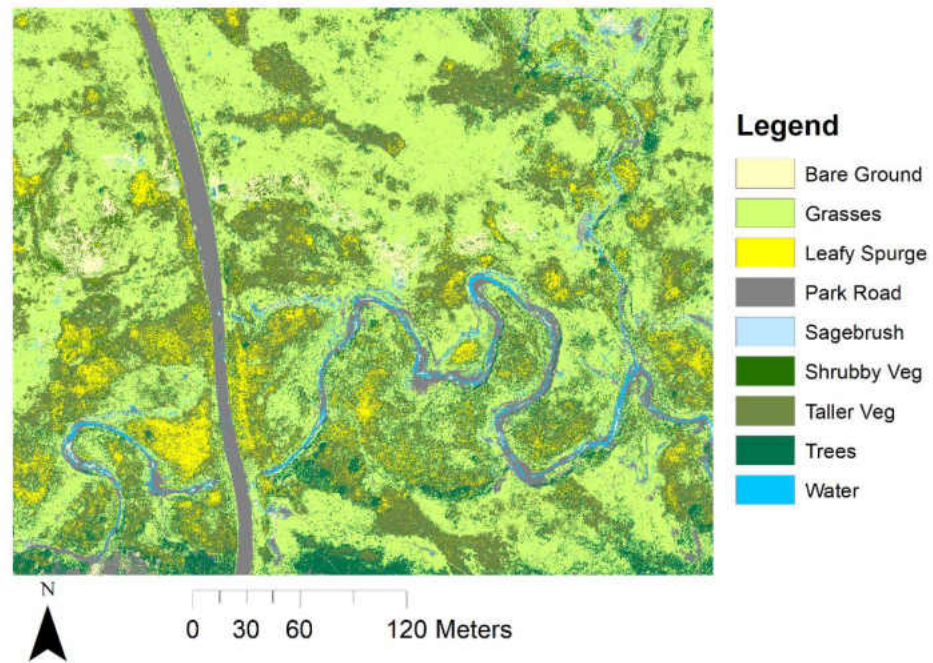 Legend
Bare Ground
Grasses
Leafy Spurge
Park Road
Sagebrush
Shrubby Veg
Taller Veg
Trees
Water
N
0 30 60 120 Meters